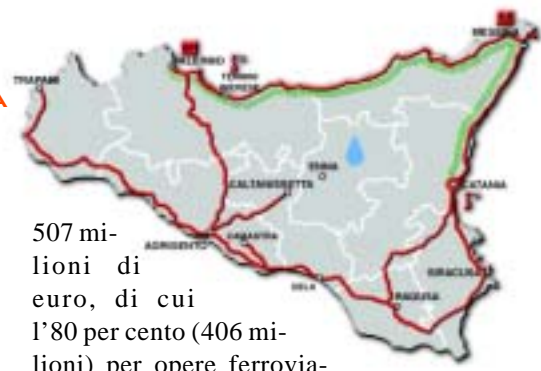 TRAPANI
PALERMO
TERMINI
IMERESE
MESSINA
ENNA
CALTANISSETTA
CATANIA
AGRIGENTO
CANICATTI
GELA
RAGUSA
SIRACUSA
507 mi-
lioni di
euro, di cui
l'80 per cento (406 mi-
lioni) per opere ferrovia-